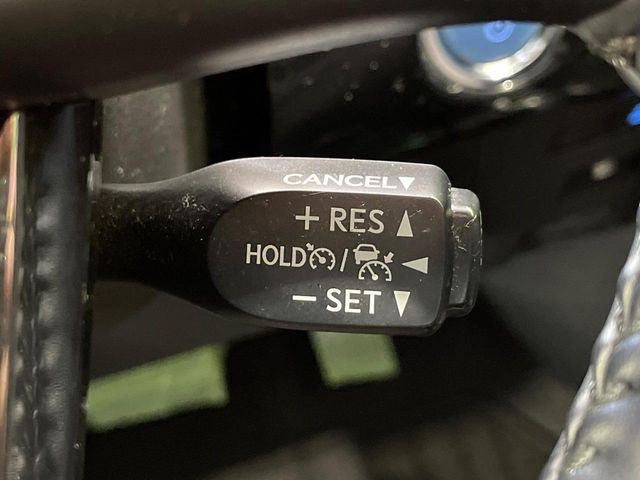 CANCEL▼
+ RES ▲
HOLD / ◀
− SET ▼